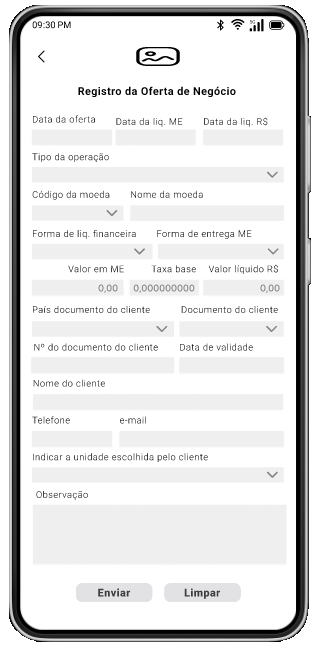 09:30 PM
5G
Registro da Oferta de Negócio
Data da oferta Data da liq. ME Data da liq. R$
Tipo da operação
Código da moeda Nome da moeda
Forma de liq. financeira Forma de entrega ME
Valor em ME Taxa base Valor líquido R$
0,00 0,000000000 0,00
País documento do cliente Documento do cliente
Nº do documento do cliente Data de validade
Nome do cliente
Telefone e-mail
Indicar a unidade escolhida pelo cliente
Observação
Enviar Limpar